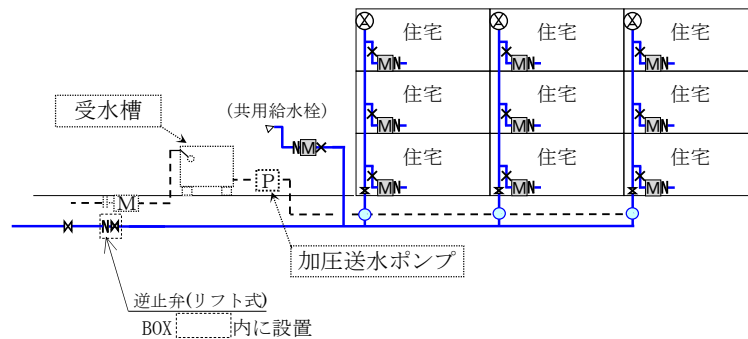 住宅 住宅 住宅
M N M N M N
住宅 住宅 住宅
M N M N M N
住宅 住宅 住宅
M N M N M N
受水槽
(共用給水栓)
N M
P
M
N
加圧送水ポンプ
逆止弁(リフト式)
BOX 内に設置